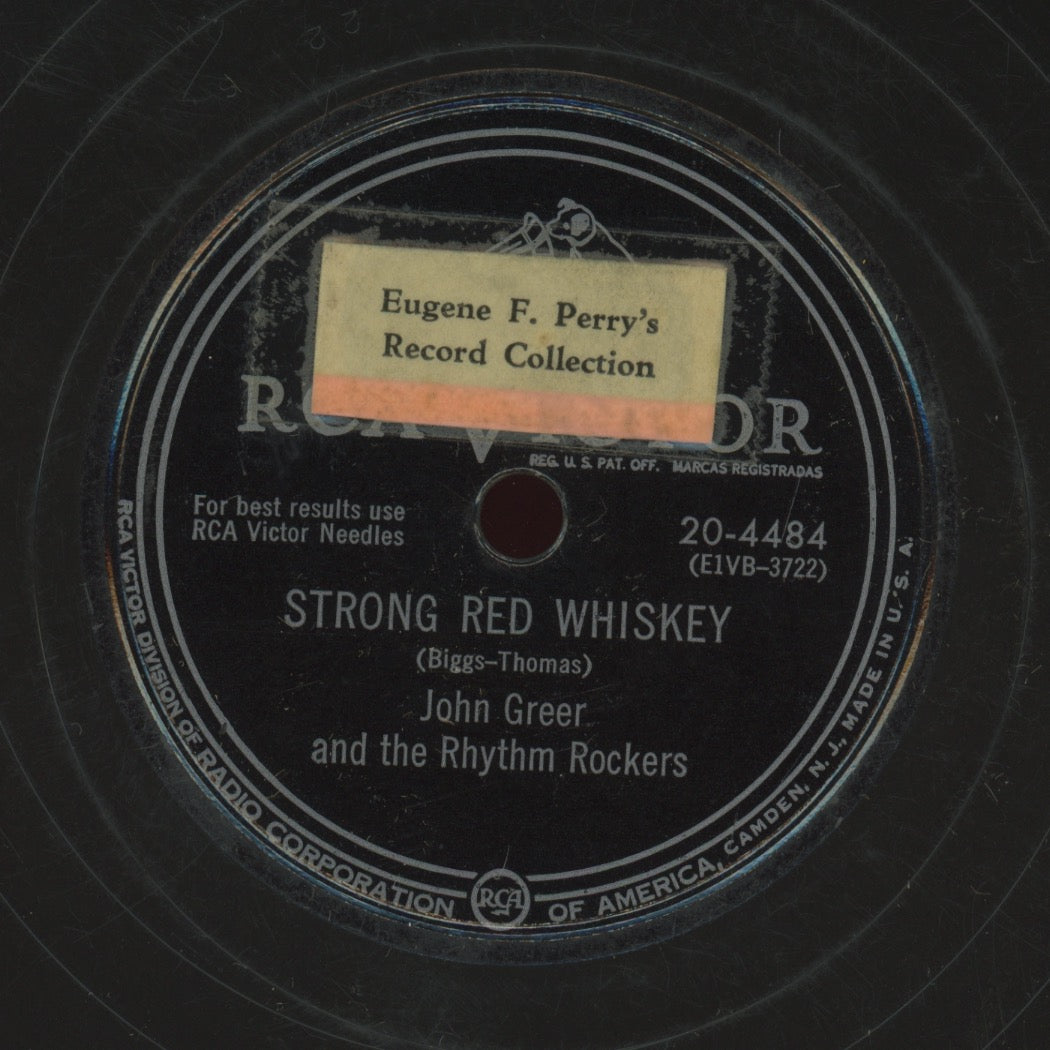 Eugene F. Perry's
Record Collection
RCA VICTOR
REG. U. S. PAT. OFF. MARCAS REGISTRADAS
For best results use
RCA Victor Needles
20-4484
(E1VB-3722)
STRONG RED WHISKEY
(Biggs-Thomas)
John Greer
and the Rhythm Rockers
RCA VICTOR DIVISION OF RADIO CORPORATION OF AMERICA, CAMDEN, N. J., MADE IN U. S. A.
RCA